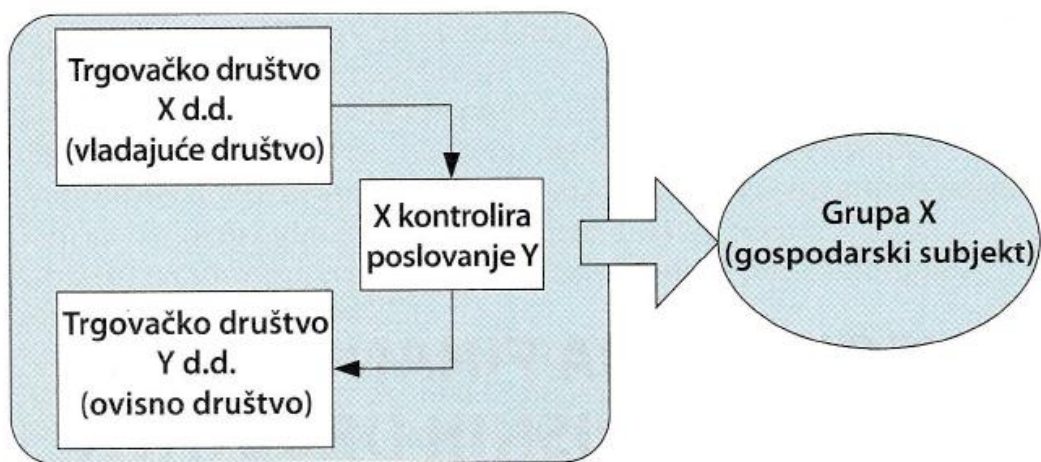 Trgovačko društvo
X d.d.
(vladajuće društvo)
X kontrolira
poslovanje Y
Trgovačko društvo
Y d.d.
(ovisno društvo)
Grupa X
(gospodarski subjekt)